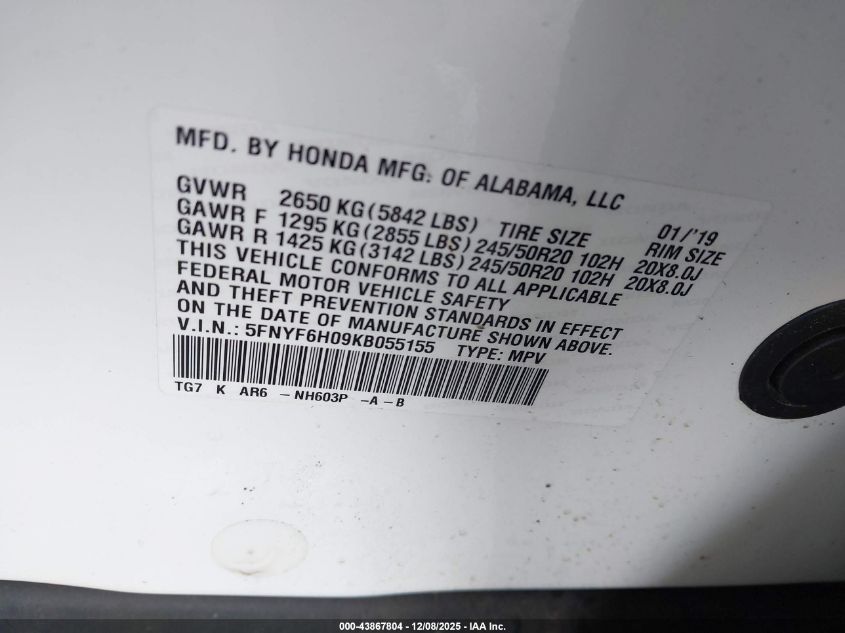 MFD. BY HONDA MFG. OF ALABAMA, LLC
GVWR 2650 KG(5842 LBS) TIRE SIZE 01/'19 RIM SIZE
GAWR F 1295 KG(2855 LBS) 245/50R20 102H 20X8.0J
GAWR R 1425 KG(3142 LBS) 245/50R20 102H 20X8.0J
THIS VEHICLE CONFORMS TO ALL APPLICABLE
FEDERAL MOTOR VEHICLE SAFETY
AND THEFT PREVENTION STANDARDS IN EFFECT
ON THE DATE OF MANUFACTURE SHOWN ABOVE.
V.I.N.: 5FNYF6H09KB055155 TYPE: MPV
TG7 K AR6 -NH603P -A-B
000-43867804 - 12/08/2025 - IAA Inc.